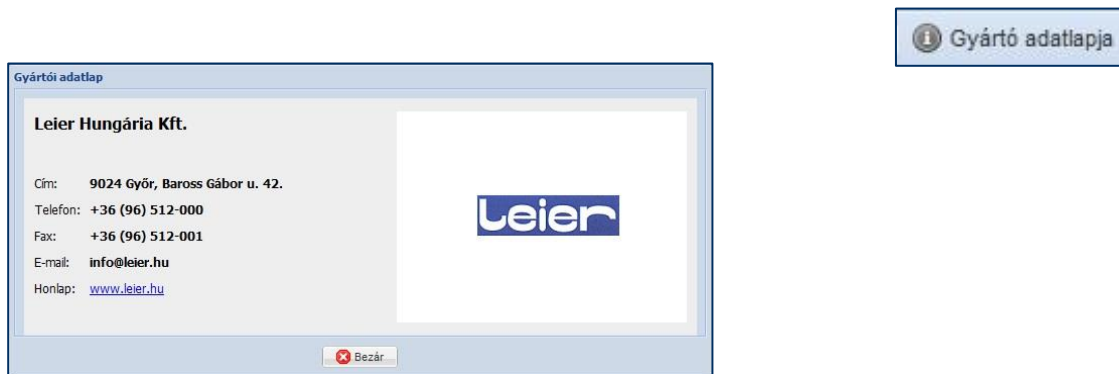 Gyártó adatlapja
Gyártói adatlap
Leier Hungária Kft.
Cím: 9024 Győr, Baross Gábor u. 42.
Telefon: +36 (96) 512-000
Fax: +36 (96) 512-001
E-mail: info@leier.hu
Honlap: www.leier.hu
Leier
Bezár